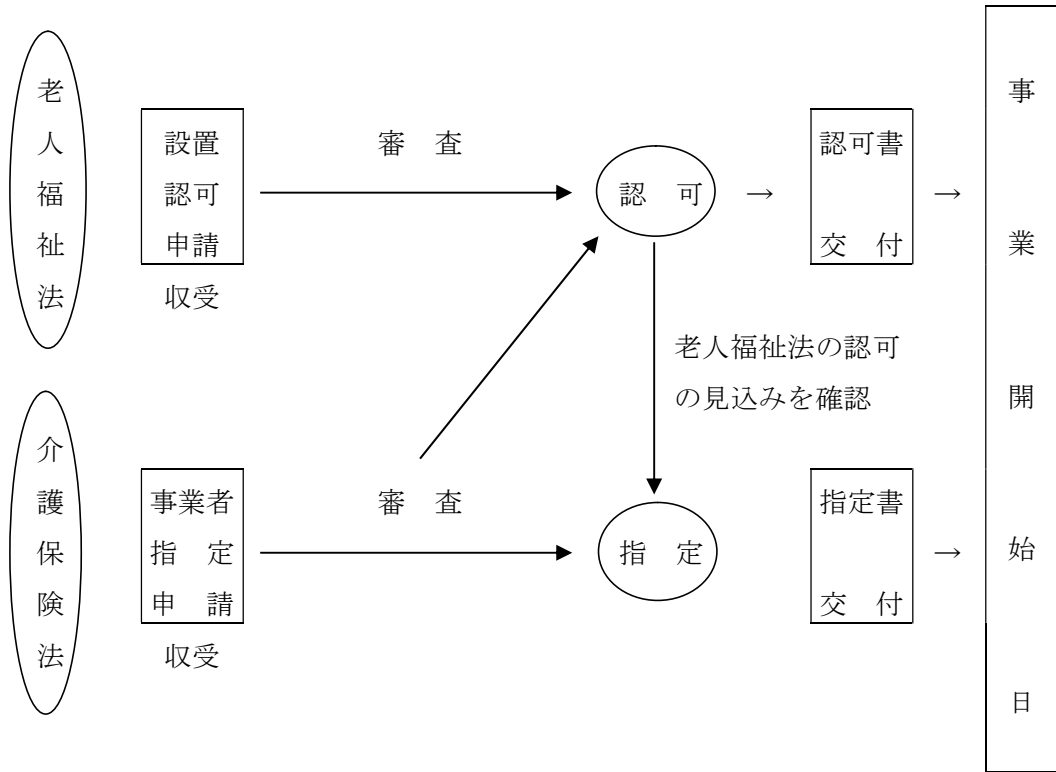 老人福祉法
設置
認可
申請
収受
審　査
認　可
→
認可書
交　付
→
老人福祉法の認可
の見込みを確認
介護保険法
事業者
指　定
申　請
収受
審　査
指　定
指定書
交　付
→
事業開始日